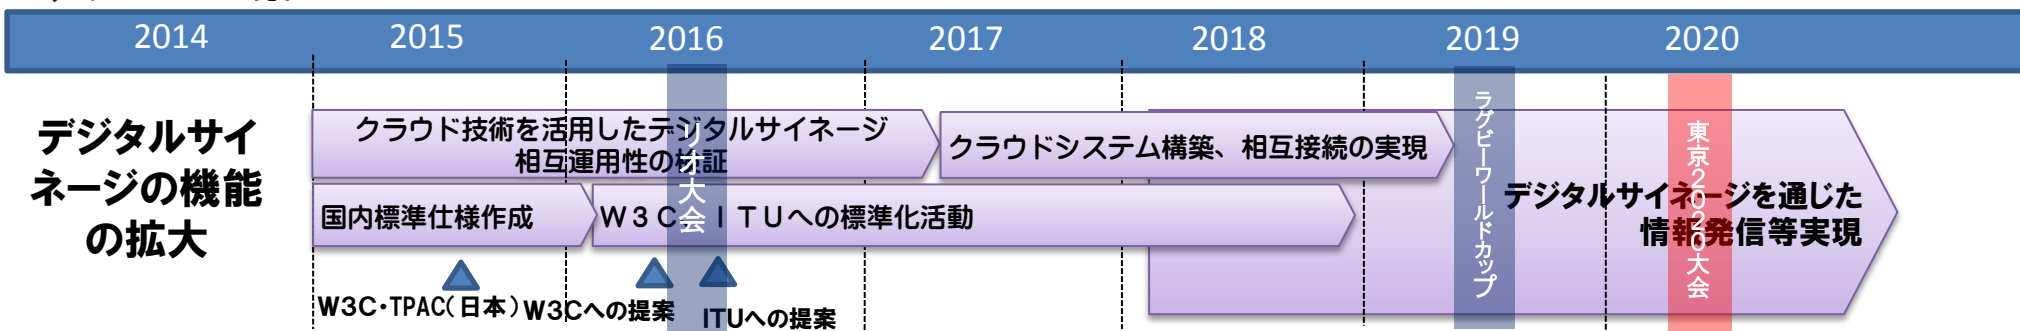 2014 2015 2016 2017 2018 2019 2020
デジタルサイ
ネージの機能
の拡大
クラウド技術を活用したデジタルサイネージ
相互運用性の検証
クラウドシステム構築、相互接続の実現
国内標準仕様作成
W3C、ITUへの標準化活動
デジタルサイネージを通じた
情報発信等実現
リオ大会
ラグビーワールドカップ
東京2020大会
W3C・TPAC(日本)
W3Cへの提案
ITUへの提案